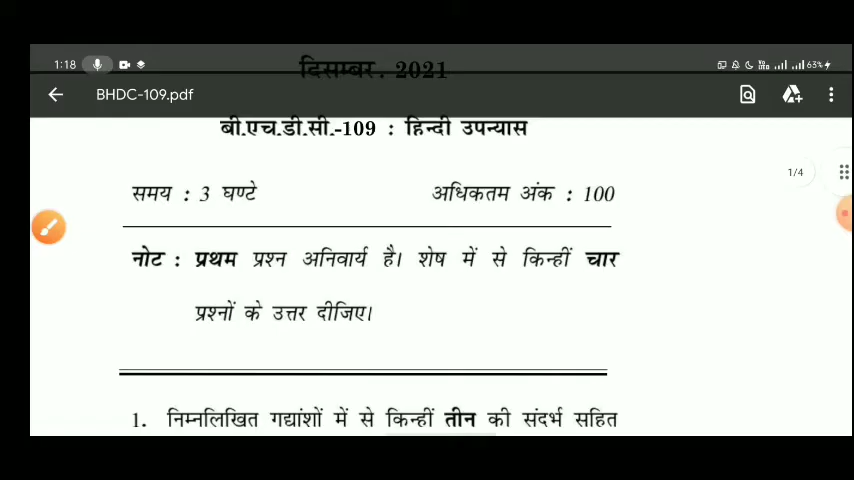 1:18 63%
दिसम्बर, 2021
BHDC-109.pdf
बी.एच.डी.सी.-109 : हिन्दी उपन्यास
1/4
समय : 3 घण्टे अधिकतम अंक : 100
नोट : प्रथम प्रश्न अनिवार्य है। शेष में से किन्हीं चार
प्रश्नों के उत्तर दीजिए।
1. निम्नलिखित गद्यांशों में से किन्हीं तीन की संदर्भ सहित